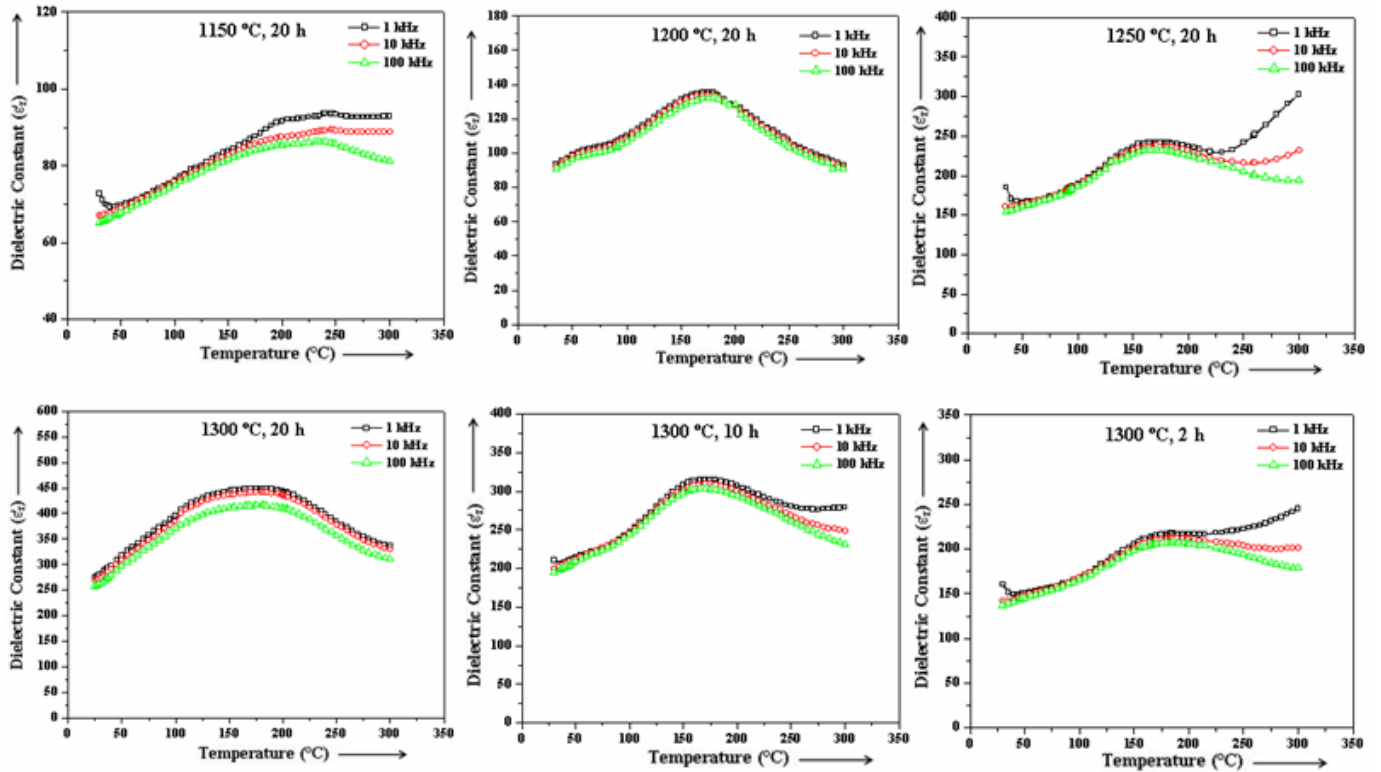 1150 °C, 20 h
1 kHz
10 kHz
100 kHz
120
100
80
60
40
0 50 100 150 200 250 300 350
Dielectric Constant (ε'r)
Temperature (°C)
1200 °C, 20 h
1 kHz
10 kHz
100 kHz
180
160
140
120
100
80
60
40
20
0
0 50 100 150 200 250 300 350
Dielectric Constant (ε'r)
Temperature (°C)
1250 °C, 20 h
1 kHz
10 kHz
100 kHz
400
350
300
250
200
150
100
50
0
0 50 100 150 200 250 300 350
Dielectric Constant (ε'r)
Temperature (°C)
1300 °C, 20 h
1 kHz
10 kHz
100 kHz
600
550
500
450
400
350
300
250
200
150
100
50
0
0 50 100 150 200 250 300 350
Dielectric Constant (ε'r)
Temperature (°C)
1300 °C, 10 h
1 kHz
10 kHz
100 kHz
400
350
300
250
200
150
100
50
0
0 50 100 150 200 250 300 350
Dielectric Constant (ε'r)
Temperature (°C)
1300 °C, 2 h
1 kHz
10 kHz
100 kHz
350
300
250
200
150
100
50
0
0 50 100 150 200 250 300 350
Dielectric Constant (ε'r)
Temperature (°C)